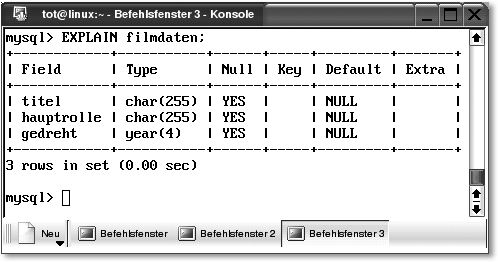 tot@linux:~ - Befehlsfenster 3 - Konsole
mysql> EXPLAIN filmdaten;
+-------------+-----------+------+-----+---------+-------+
| Field       | Type      | Null | Key | Default | Extra |
+-------------+-----------+------+-----+---------+-------+
| titel       | char(255) | YES  |     | NULL    |       |
| hauptrolle  | char(255) | YES  |     | NULL    |       |
| gedreht     | year(4)   | YES  |     | NULL    |       |
+-------------+-----------+------+-----+---------+-------+
3 rows in set (0.00 sec)
mysql>
Neu Befehlsfenster Befehlsfenster 2 Befehlsfenster 3